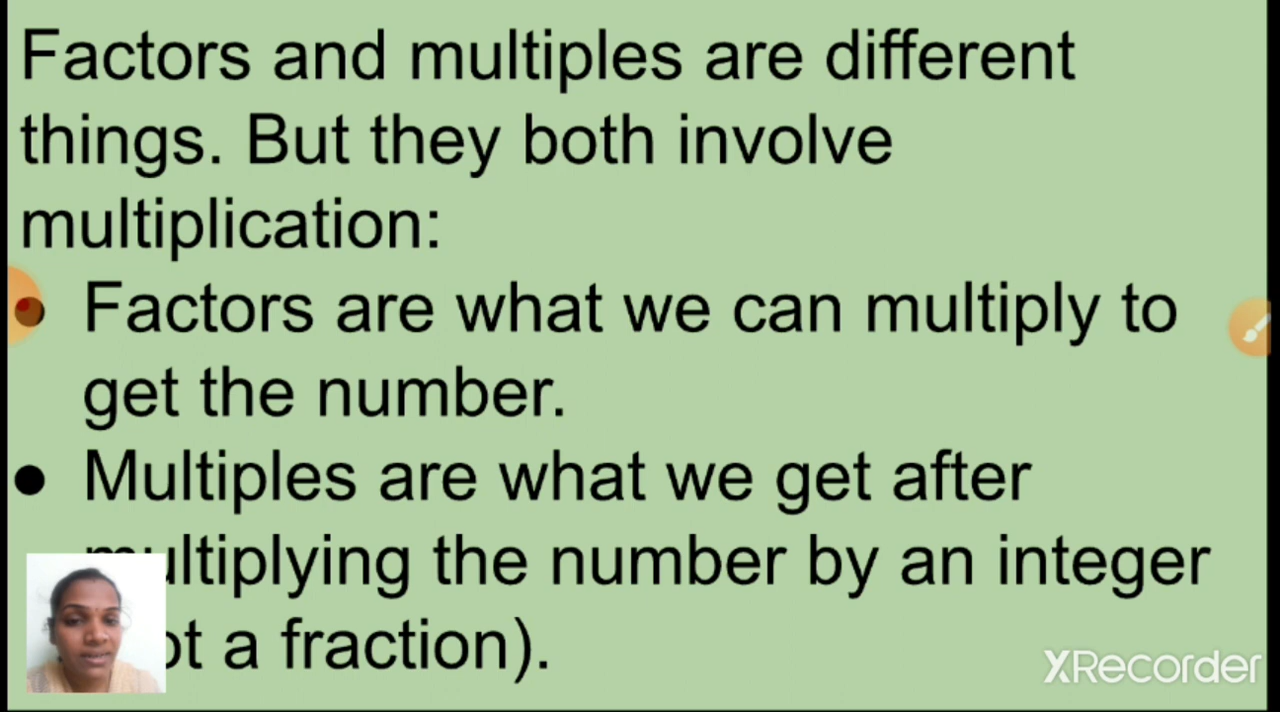 Factors and multiples are different
things. But they both involve
multiplication:
Factors are what we can multiply to
get the number.
● Multiples are what we get after
multiplying the number by an integer
a fraction).
XRecorder